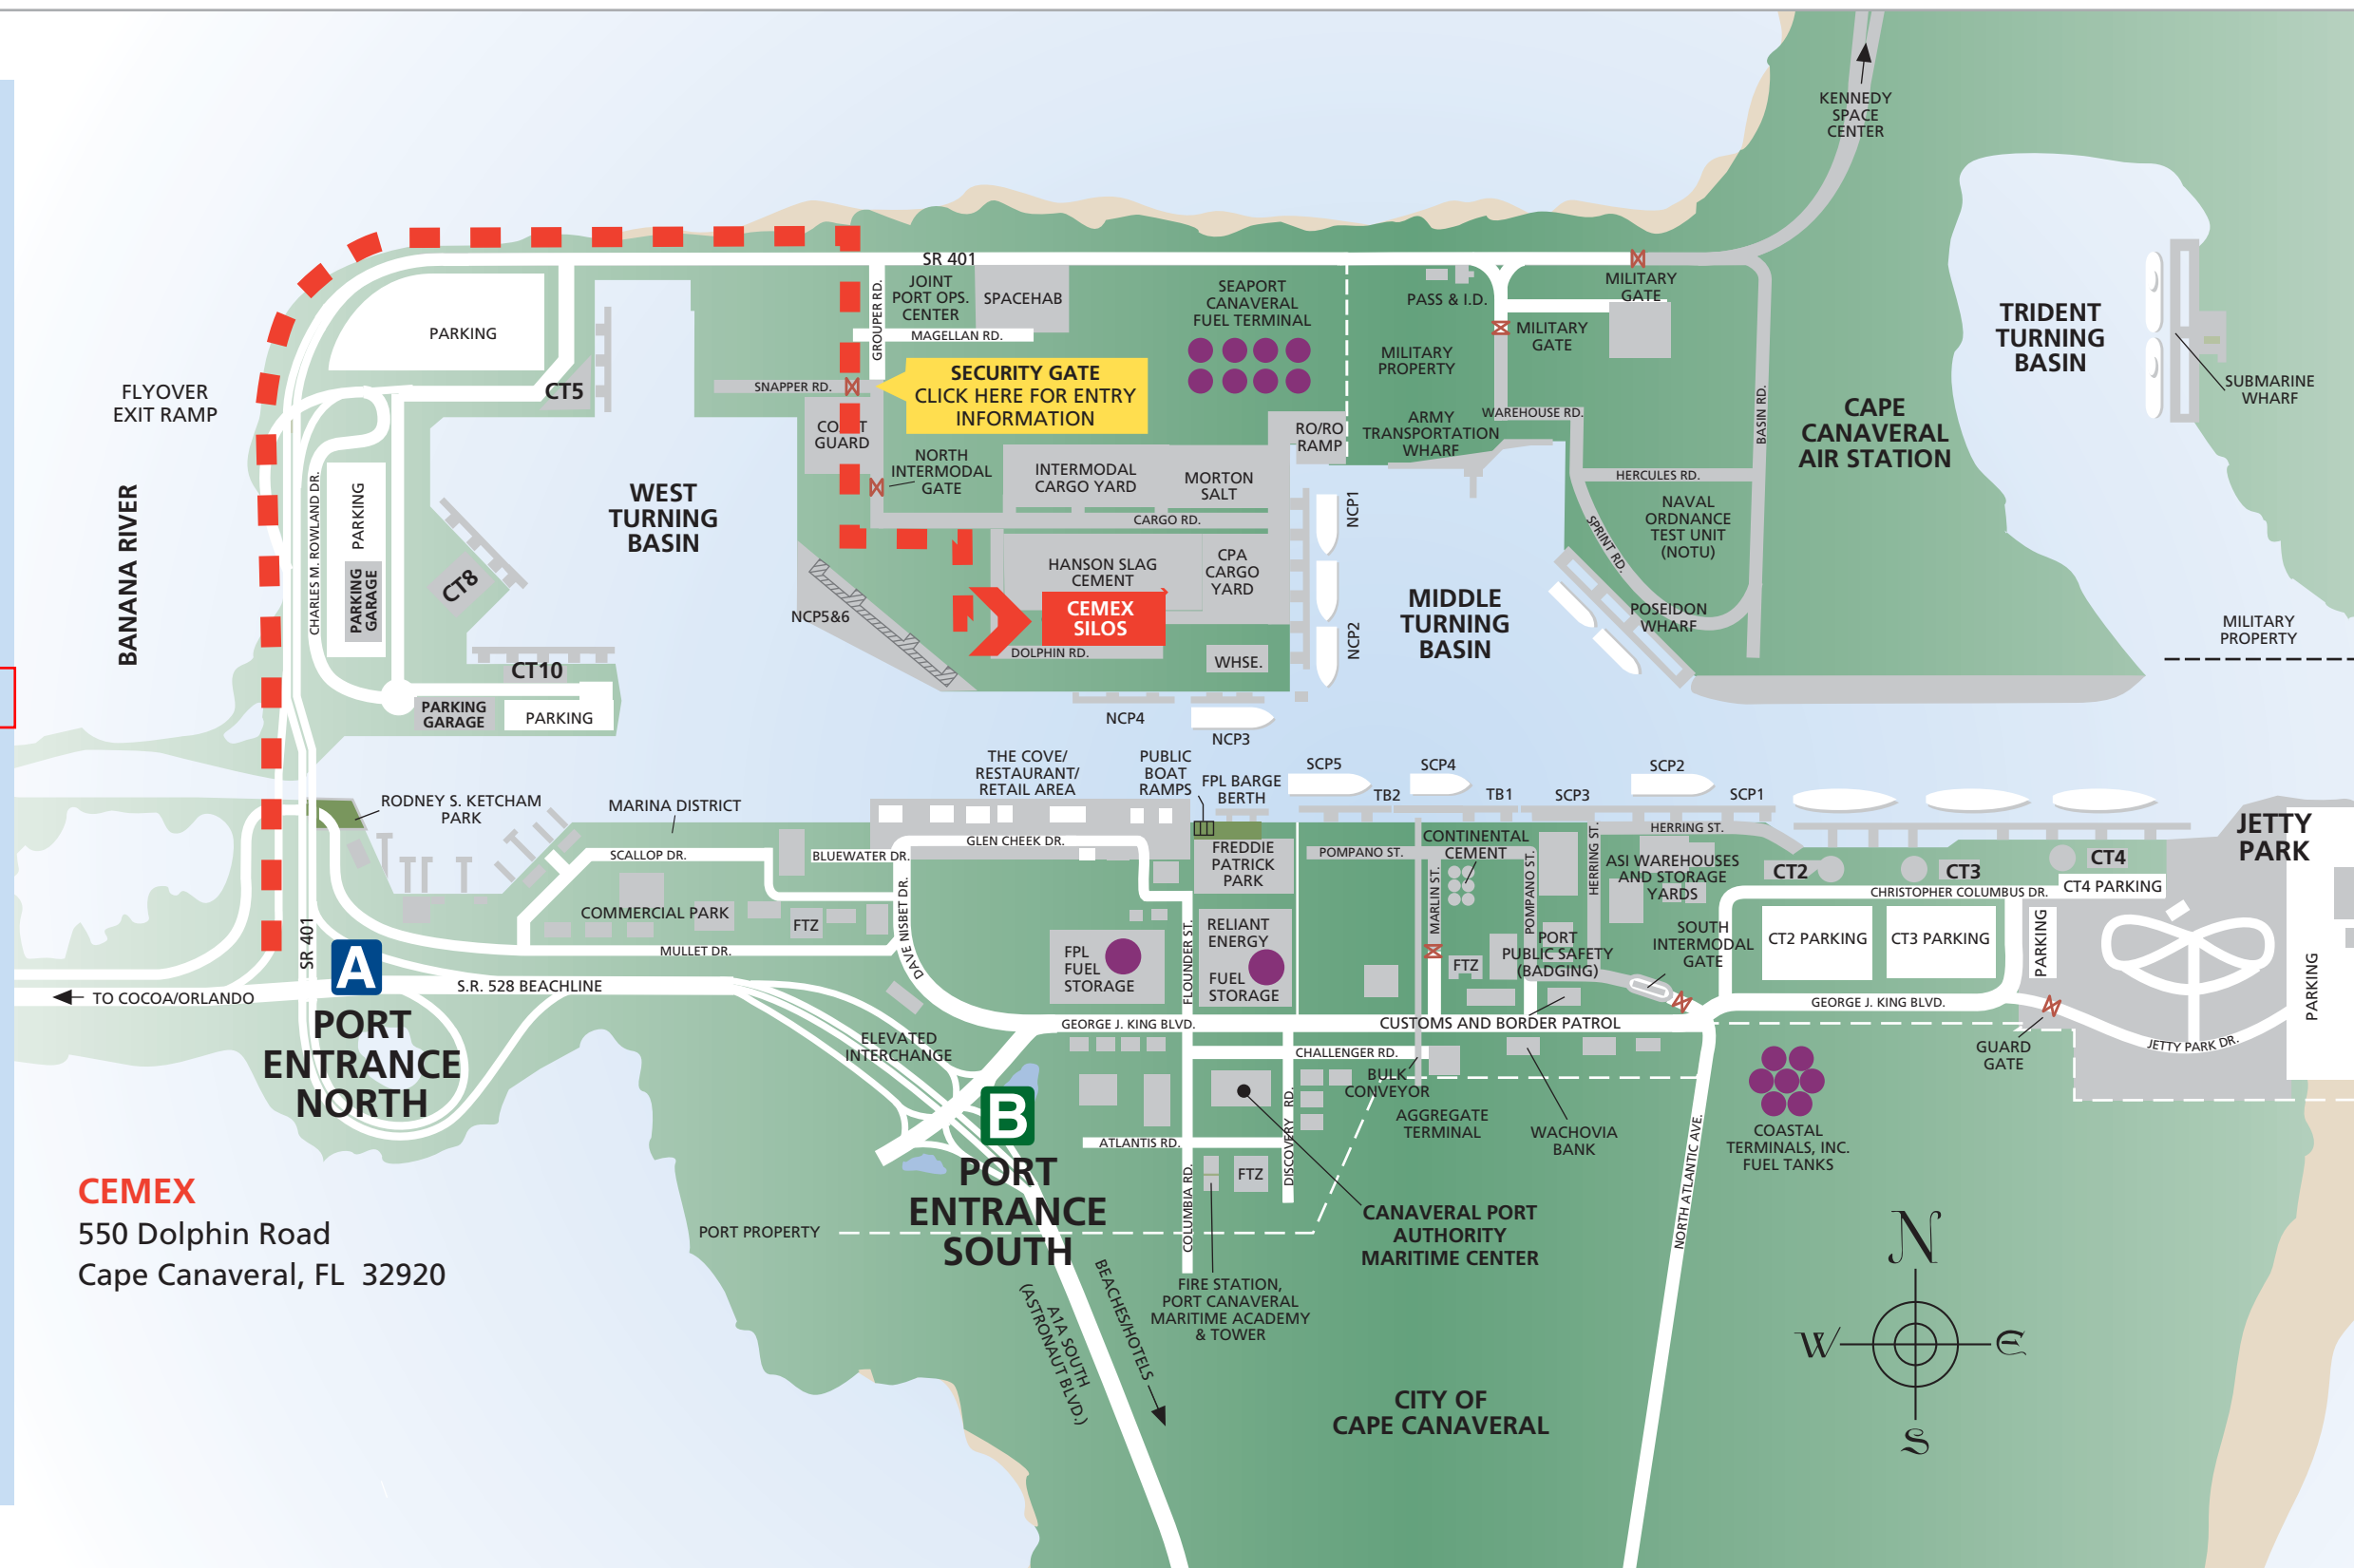 KENNEDY
SPACE
CENTER
SR 401
JOINT
PORT OPS.
CENTER
SPACEHAB
GROUPER RD.
MAGELLAN RD.
SEAPORT
CANAVERAL
FUEL TERMINAL
PASS & I.D.
MILITARY
GATE
MILITARY
GATE
MILITARY
PROPERTY
TRIDENT
TURNING
BASIN
SUBMARINE
WHARF
PARKING
FLYOVER
EXIT RAMP
CT5
SNAPPER RD.
SECURITY GATE
CLICK HERE FOR ENTRY
INFORMATION
GUARD
NORTH
INTERMODAL
GATE
INTERMODAL
CARGO YARD
MORTON
SALT
RO/RO
RAMP
ARMY
TRANSPORTATION
WHARF
WAREHOUSE RD.
BASIN RD.
CAPE
CANAVERAL
AIR STATION
HERCULES RD.
NAVAL
ORDNANCE
TEST UNIT
(NOTU)
SPRINT RD.
POSEIDON
WHARF
MILITARY
PROPERTY
BANANA RIVER
CHARLES M. ROWLAND DR.
PARKING
PARKING
GARAGE
CT8
WEST
TURNING
BASIN
CARGO RD.
HANSON SLAG
CEMENT
CPA
CARGO
YARD
NCP1
NCP2
CEMEX
SILOS
NCP5&6
DOLPHIN RD.
WHSE.
MIDDLE
TURNING
BASIN
CT10
PARKING
GARAGE
PARKING
NCP4
NCP3
RODNEY S. KETCHAM
PARK
MARINA DISTRICT
THE COVE/
RESTAURANT/
RETAIL AREA
PUBLIC
BOAT
RAMPS
FPL BARGE
BERTH
SCP5
SCP4
SCP2
TB2
TB1
SCP3
SCP1
JETTY
PARK
SCALLOP DR.
BLUEWATER DR.
GLEN CHEEK DR.
FREDDIE
PATRICK
PARK
POMPANO ST.
CONTINENTAL
CEMENT
HERRING ST.
HERRING ST.
ASI WAREHOUSES
AND STORAGE
YARDS
CT2
CT3
CT4
CHRISTOPHER COLUMBUS DR.
CT4 PARKING
COMMERCIAL PARK
FTZ
MULLET DR.
DAVE NISBET DR.
FPL
FUEL
STORAGE
FLOUNDER ST.
RELIANT
ENERGY
FUEL
STORAGE
MARLIN ST.
POMPANO ST.
FTZ
PORT
PUBLIC SAFETY
(BADGING)
SOUTH
INTERMODAL
GATE
CT2 PARKING
CT3 PARKING
PARKING
PARKING
SR 401
A
S.R. 528 BEACHLINE
TO COCOA/ORLANDO
PORT
ENTRANCE
NORTH
ELEVATED
INTERCHANGE
GEORGE J. KING BLVD.
CUSTOMS AND BORDER PATROL
GEORGE J. KING BLVD.
JETTY PARK DR.
GUARD
GATE
CHALLENGER RD.
BULK
CONVEYOR
AGGREGATE
TERMINAL
WACHOVIA
BANK
COASTAL
TERMINALS, INC.
FUEL TANKS
B
PORT
ENTRANCE
SOUTH
ATLANTIS RD.
DISCOVERY RD.
COLUMBIA RD.
FTZ
NORTH ATLANTIC AVE.
CANAVERAL PORT
AUTHORITY
MARITIME CENTER
PORT PROPERTY
FIRE STATION,
PORT CANAVERAL
MARITIME ACADEMY
& TOWER
BEACHES/HOTELS
A1A SOUTH
(ASTRONAUT BLVD.)
CEMEX
550 Dolphin Road
Cape Canaveral, FL 32920
CITY OF
CAPE CANAVERAL
N
W
E
S